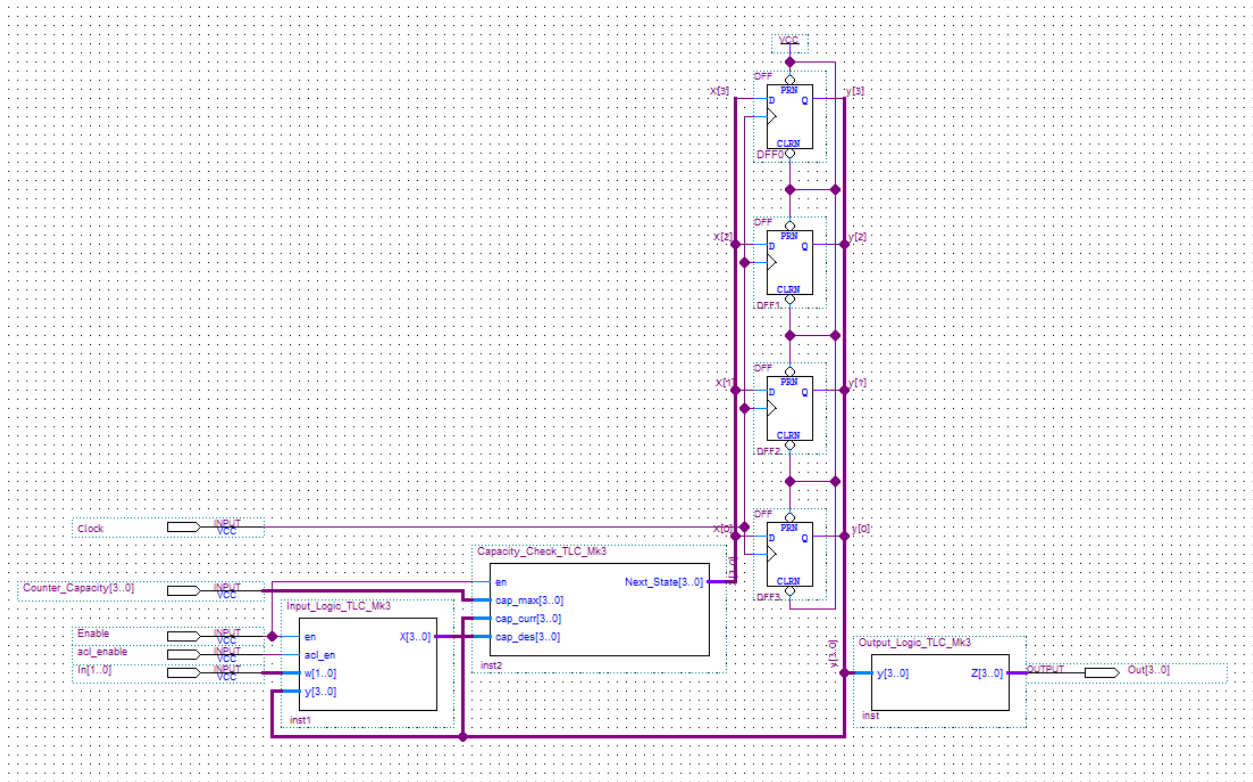 VCC
DFF
X[3]
PRN
D
Q
y[3]
CLRN
DFF0
DFF
X[2]
PRN
D
Q
y[2]
CLRN
DFF1
DFF
X[1]
PRN
D
Q
y[1]
CLRN
DFF2
DFF
X[0]
PRN
D
Q
y[0]
CLRN
DFF3
Clock
INPUT
VCC
Counter_Capacity[3..0]
INPUT
VCC
Enable
INPUT
VCC
acl_enable
INPUT
VCC
In[1..0]
INPUT
VCC
Input_Logic_TLC_Mk3
en
X[3..0]
acl_en
w[1..0]
y[3..0]
inst1
Capacity_Check_TLC_Mk3
en
Next_State[3..0]
cap_max[3..0]
cap_curr[3..0]
cap_des[3..0]
inst2
y[3..0]
Output_Logic_TLC_Mk3
y[3..0]
Z[3..0]
inst
OUTPUT
Out[3..0]